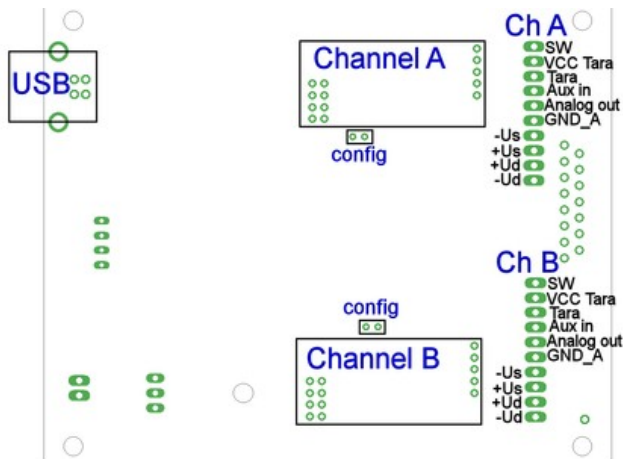 USB
Channel A
config
Ch A
SW
VCC Tara
Tara
Aux in
Analog out
GND_A
-Us
+Us
+Ud
-Ud
config
Channel B
Ch B
SW
VCC Tara
Tara
Aux in
Analog out
GND_A
-Us
+Us
+Ud
-Ud